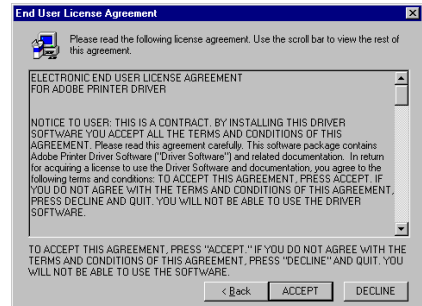 End User License Agreement
Please read the following license agreement. Use the scroll bar to view the rest of
this agreement.
ELECTRONIC END USER LICENSE AGREEMENT
FOR ADOBE PRINTER DRIVER
NOTICE TO USER: THIS IS A CONTRACT. BY INSTALLING THIS DRIVER
SOFTWARE YOU ACCEPT ALL THE TERMS AND CONDITIONS OF THIS
AGREEMENT. Please read this agreement carefully. This software package contains
Adobe Printer Driver Software ("Driver Software") and related documentation. In return
for acquiring a license to use the Driver Software and documentation, you agree to the
following terms and conditions: TO ACCEPT THIS AGREEMENT, PRESS ACCEPT. IF
YOU DO NOT AGREE WITH THE TERMS AND CONDITIONS OF THIS AGREEMENT,
PRESS DECLINE AND QUIT. YOU WILL NOT BE ABLE TO USE THE DRIVER
SOFTWARE.
TO ACCEPT THIS AGREEMENT, PRESS "ACCEPT." IF YOU DO NOT AGREE WITH THE
TERMS AND CONDITIONS OF THIS AGREEMENT, PRESS "DECLINE" AND QUIT. YOU
WILL NOT BE ABLE TO USE THE SOFTWARE.
< Back ACCEPT DECLINE